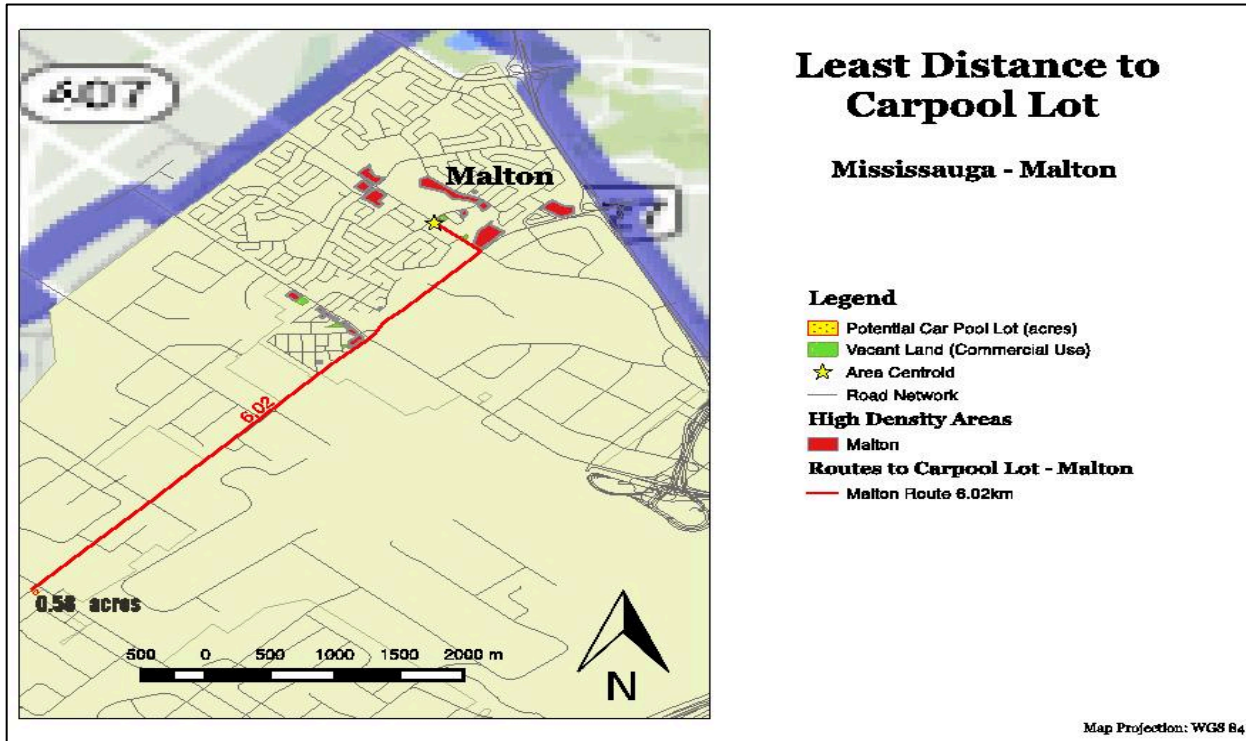 Least Distance to
Carpool Lot
Mississauga - Malton
407
Malton
6.02
0.58 acres
500 0 500 1000 1500 2000 m
N
Legend
Potential Car Pool Lot (acres)
Vacant Land (Commercial Use)
Area Centroid
Road Network
High Density Areas
Malton
Routes to Carpool Lot - Malton
Malton Route 6.02km
Map Projection: WGS 84